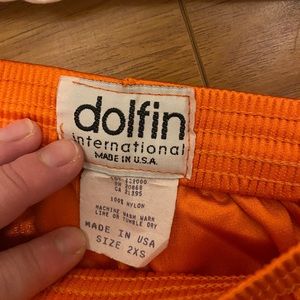 dolfin
international
MADE IN U.S.A.
100% NYLON
MACHINE WASH WARM
LINE OR TUMBLE DRY
MADE IN USA
SIZE 2XS